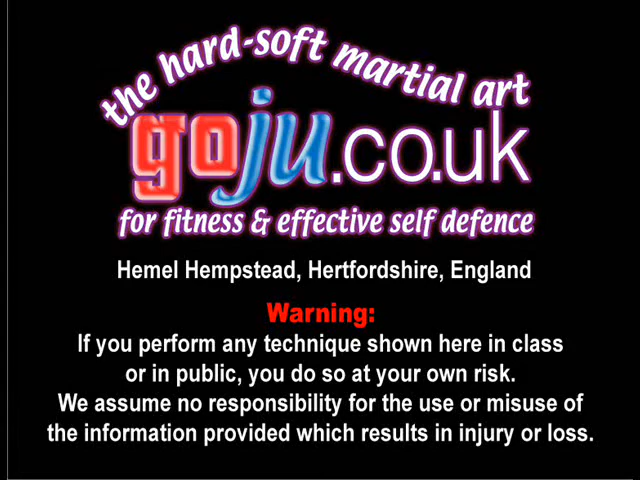 the hard-soft martial art
goju.co.uk
for fitness & effective self defence
Hemel Hempstead, Hertfordshire, England
Warning:
If you perform any technique shown here in class
or in public, you do so at your own risk.
We assume no responsibility for the use or misuse of
the information provided which results in injury or loss.